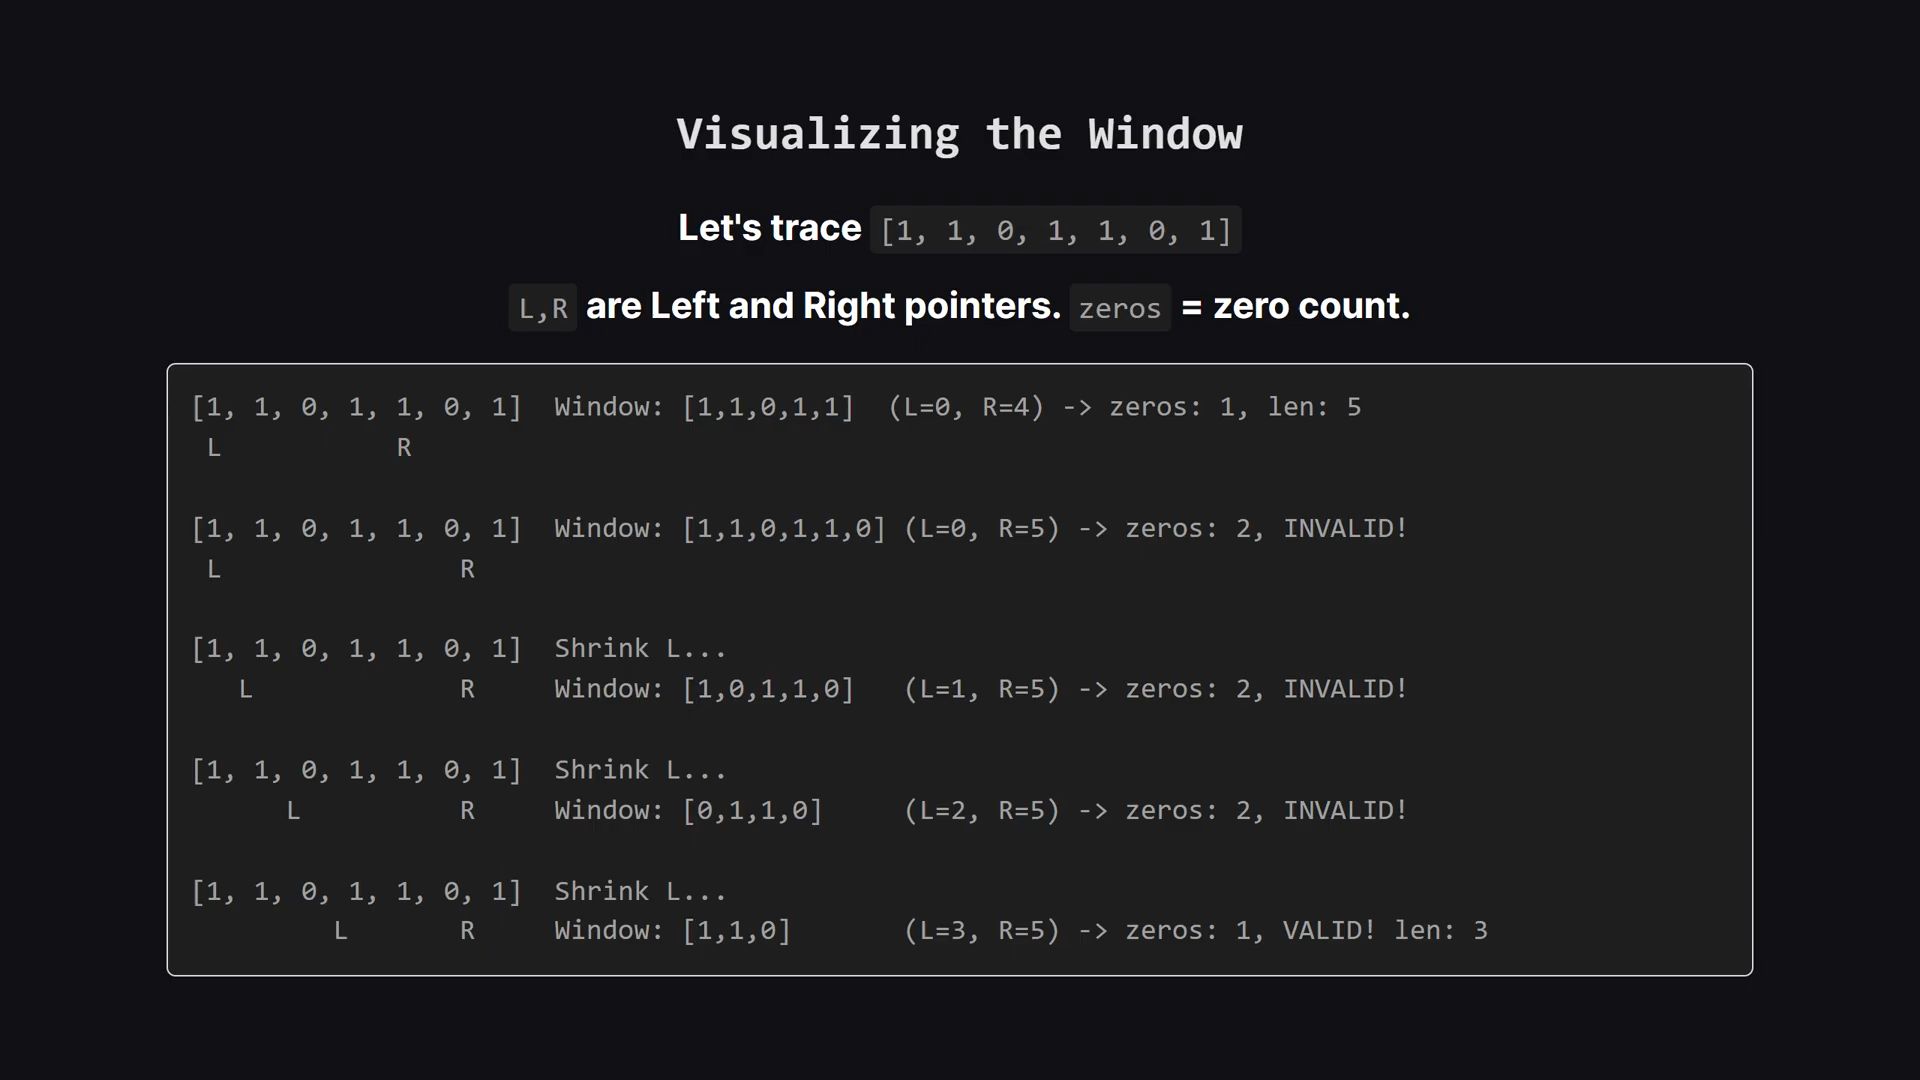 Visualizing the Window
Let's trace [1, 1, 0, 1, 1, 0, 1]
L,R are Left and Right pointers. zeros = zero count.
[1, 1, 0, 1, 1, 0, 1]  Window: [1,1,0,1,1]  (L=0, R=4) -> zeros: 1, len: 5
 L           R
[1, 1, 0, 1, 1, 0, 1]  Window: [1,1,0,1,1,0] (L=0, R=5) -> zeros: 2, INVALID!
 L               R
[1, 1, 0, 1, 1, 0, 1]  Shrink L...
   L             R     Window: [1,0,1,1,0]   (L=1, R=5) -> zeros: 2, INVALID!
[1, 1, 0, 1, 1, 0, 1]  Shrink L...
      L          R     Window: [0,1,1,0]     (L=2, R=5) -> zeros: 2, INVALID!
[1, 1, 0, 1, 1, 0, 1]  Shrink L...
         L       R     Window: [1,1,0]       (L=3, R=5) -> zeros: 1, VALID! len: 3